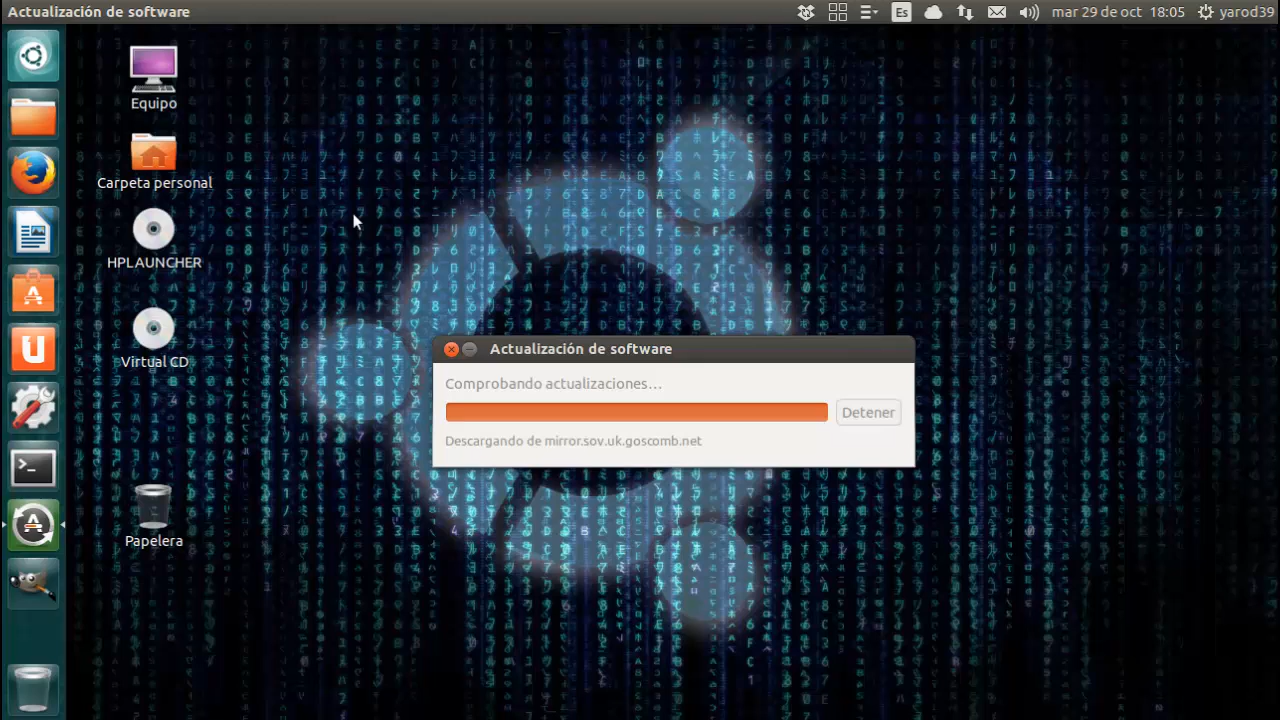 Actualización de software
Es
mar 29 de oct 18:05
yarod39
Equipo
Carpeta personal
HPLAUNCHER
Virtual CD
Papelera
Actualización de software
Comprobando actualizaciones...
Detener
Descargando de mirror.sov.uk.goscomb.net